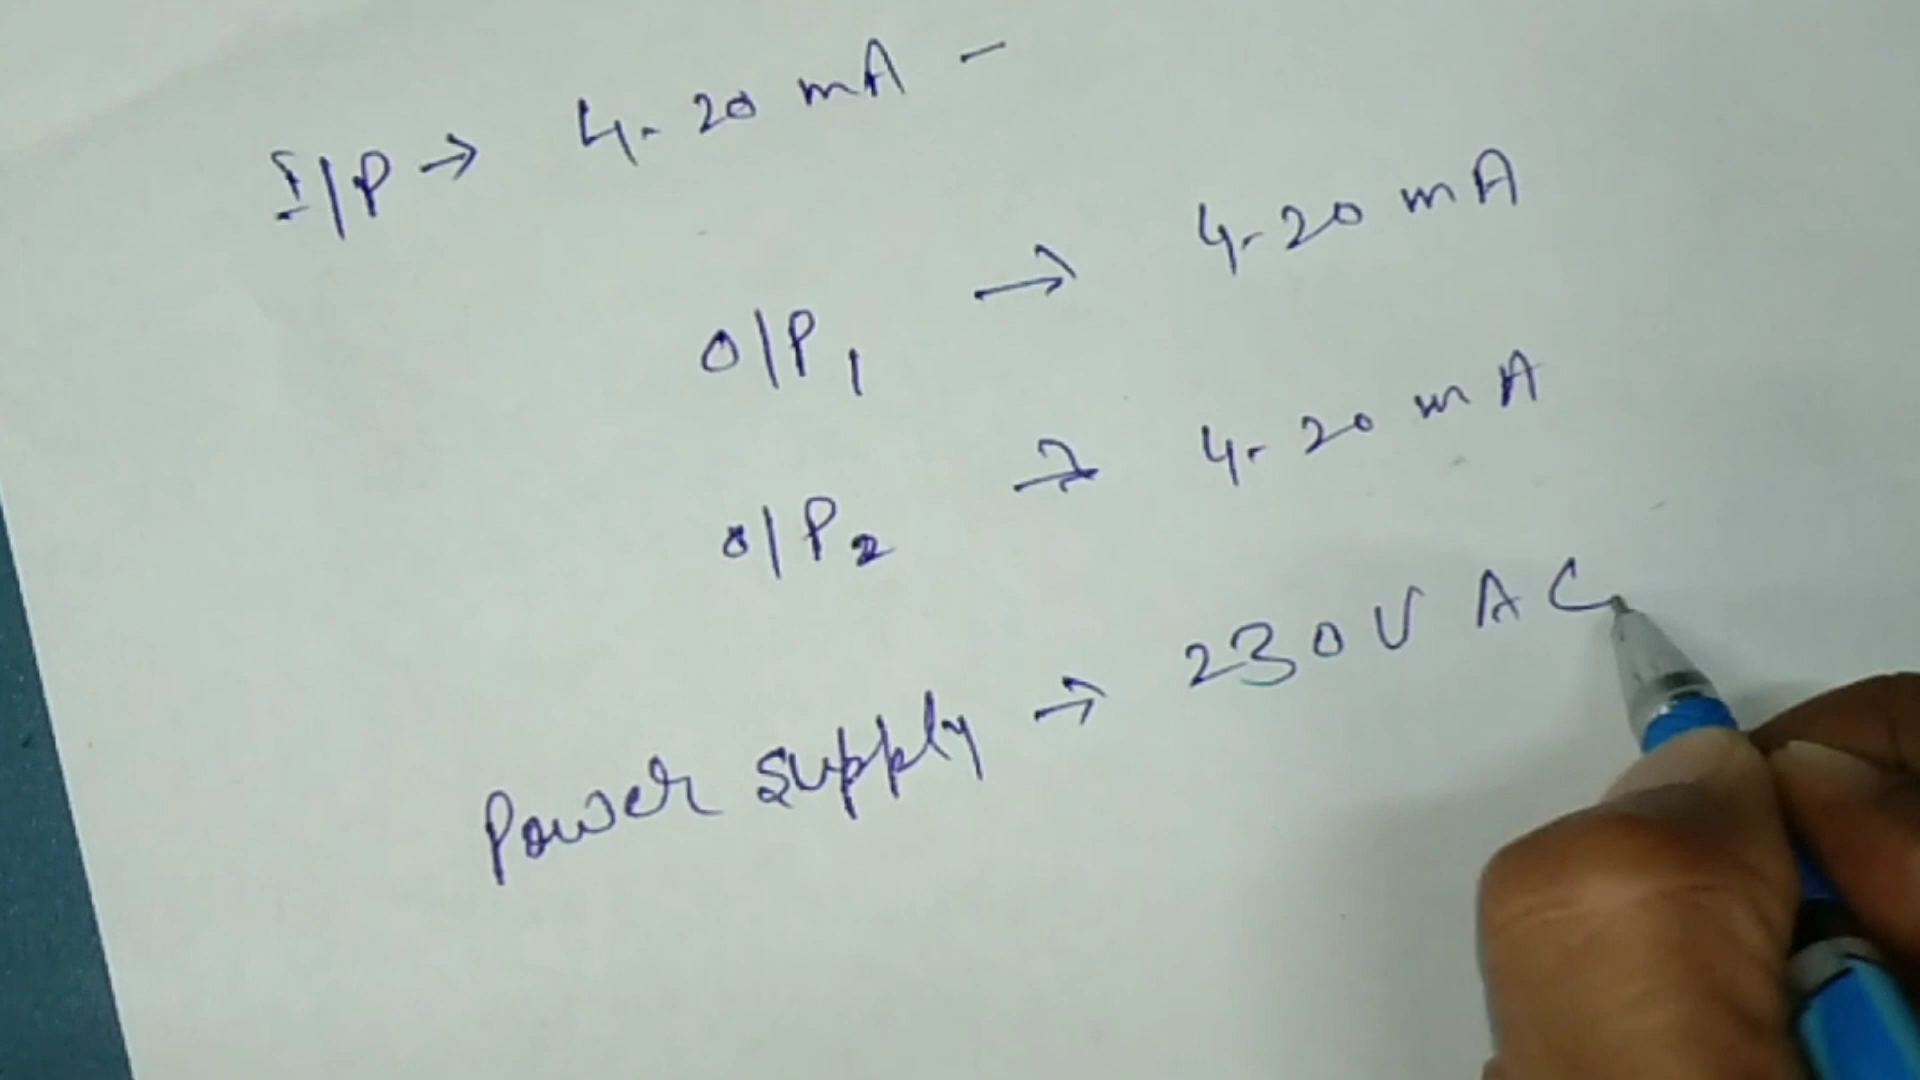 I/P → 4-20 mA -
O/P1 → 4-20 mA
O/P2 → 4-20 mA
Power supply → 230V AC